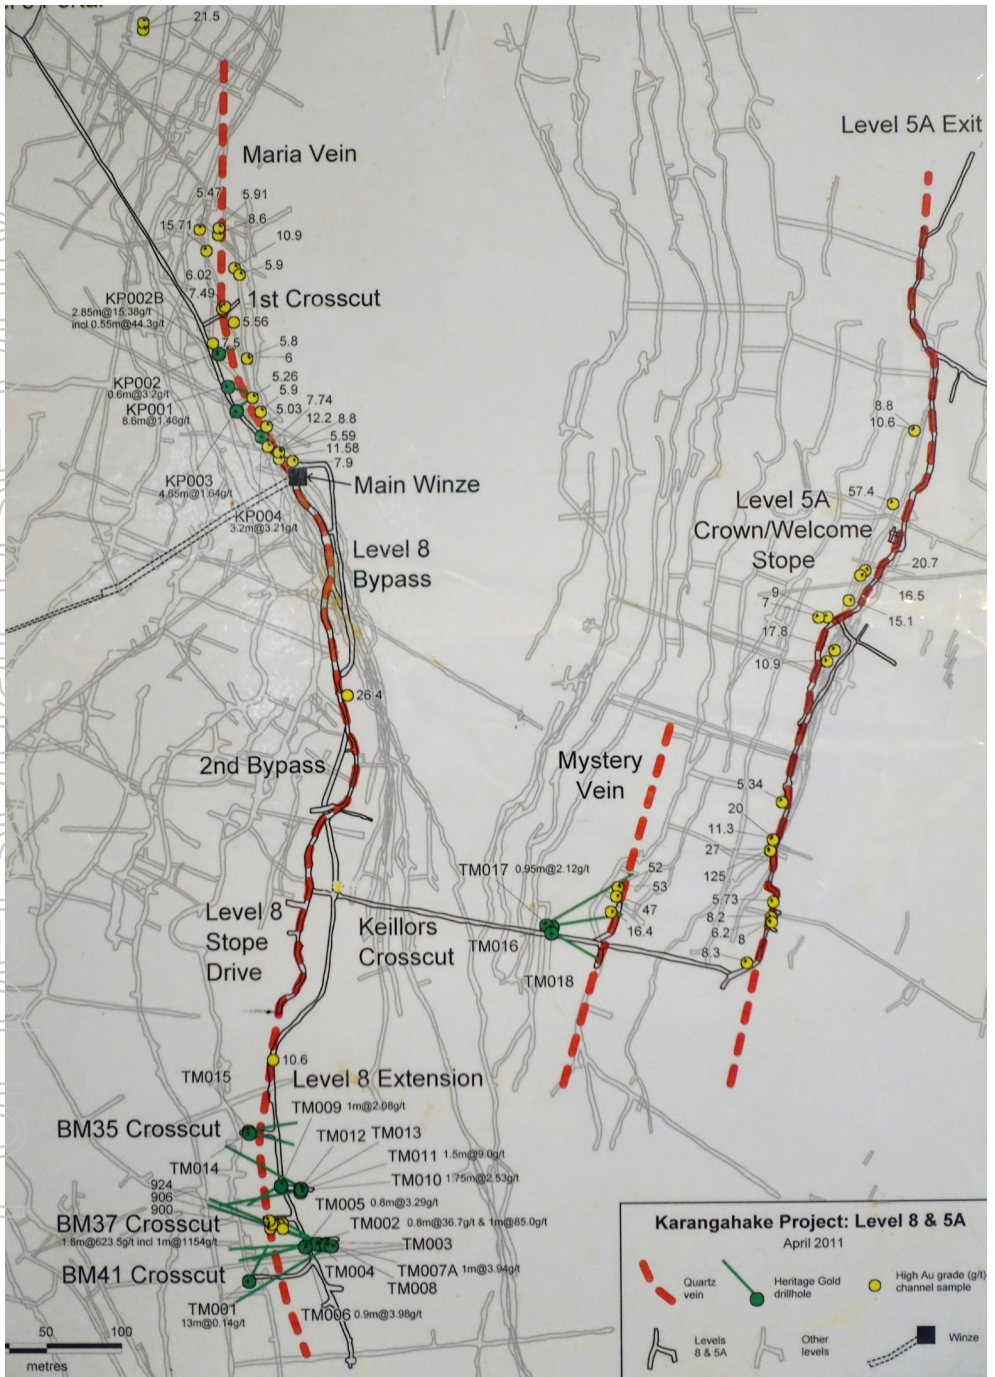 21.5
Maria Vein
Level 5A Exit
5.47
5.91
15.71
8.6
10.9
6.02
5.9
7.49
KP002B
2.85m@15.38g/t
incl 0.55m@44.3g/t
1st Crosscut
5.56
7.5
5.8
6
KP002
0.6m@3.2g/t
5.26
5.9
KP001
8.6m@1.46g/t
5.03
7.74
12.2
8.8
5.59
11.58
7.9
8.8
10.6
KP003
4.65m@1.64g/t
Main Winze
KP004
3.2m@3.21g/t
57.4
Level 5A
Crown/Welcome
Stope
Level 8
Bypass
20.7
16.5
15.1
9
7
17.8
10.9
26.4
2nd Bypass
Mystery
Vein
5.34
20
11.3
27
125
5.73
8.2
6.2
8
8.3
TM017 0.95m@2.12g/t
52
53
47
16.4
Level 8
Stope
Drive
Keillors
Crosscut
TM016
TM018
10.6
TM015
Level 8 Extension
TM009 1m@2.08g/t
BM35 Crosscut
TM012
TM013
TM011 1.5m@9.0g/t
TM014
TM010 1.75m@2.53g/t
924
906
900
TM005 0.8m@3.29g/t
BM37 Crosscut
1.8m@623.5g/t incl 1m@1154g/t
TM002 0.8m@36.7g/t & 1m@85.0g/t
TM003
TM004
TM007A 1m@3.94g/t
TM008
BM41 Crosscut
TM001
13m@0.14g/t
TM006 0.9m@3.98g/t
50
100
metres
Karangahake Project: Level 8 & 5A
April 2011
Quartz
vein
Heritage Gold
drillhole
High Au grade (g/t)
channel sample
Levels
8 & 5A
Other
levels
Winze